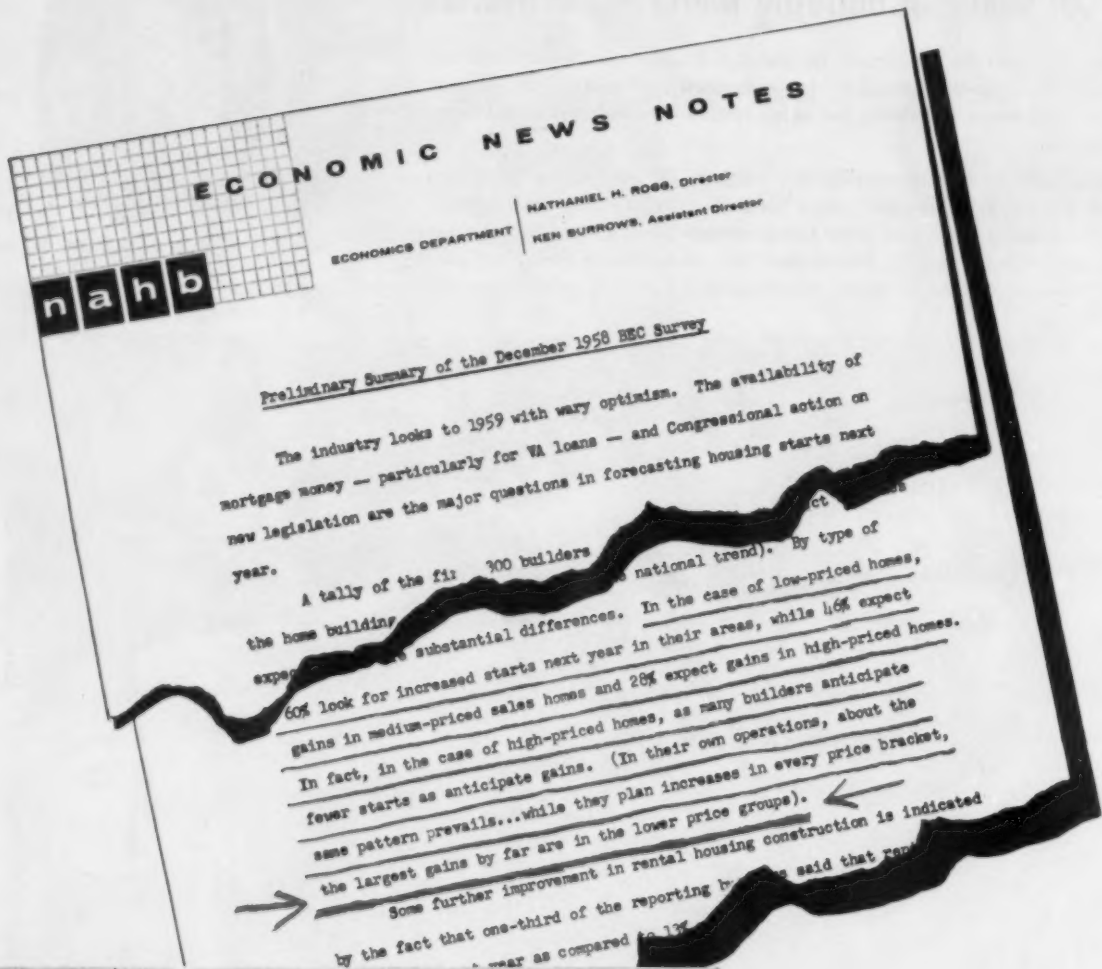 ECONOMIC NEWS NOTES
ECONOMICS DEPARTMENT
NATHANIEL H. ROGG, Director
KEN BURROWS, Assistant Director
nahb
Preliminary Summary of the December 1958 BEC Survey
The industry looks to 1959 with wary optimism. The availability of
mortgage money — particularly for VA loans — and Congressional action on
new legislation are the major questions in forecasting housing starts next
year.
A tally of the 300 builders
the home building national trend). By type of
substantial differences. In the case of low-priced homes,
60% look for increased starts next year in their areas, while 46% expect
gains in medium-priced sales homes and 28% expect gains in high-priced homes.
In fact, in the case of high-priced homes, as many builders anticipate
fewer starts as anticipate gains. (In their own operations, about the
same pattern prevails...while they plan increases in every price bracket,
the largest gains by far are in the lower price groups).
Some further improvement in rental housing construction is indicated
by the fact that one-third of the reporting said that
year as compared to 13%